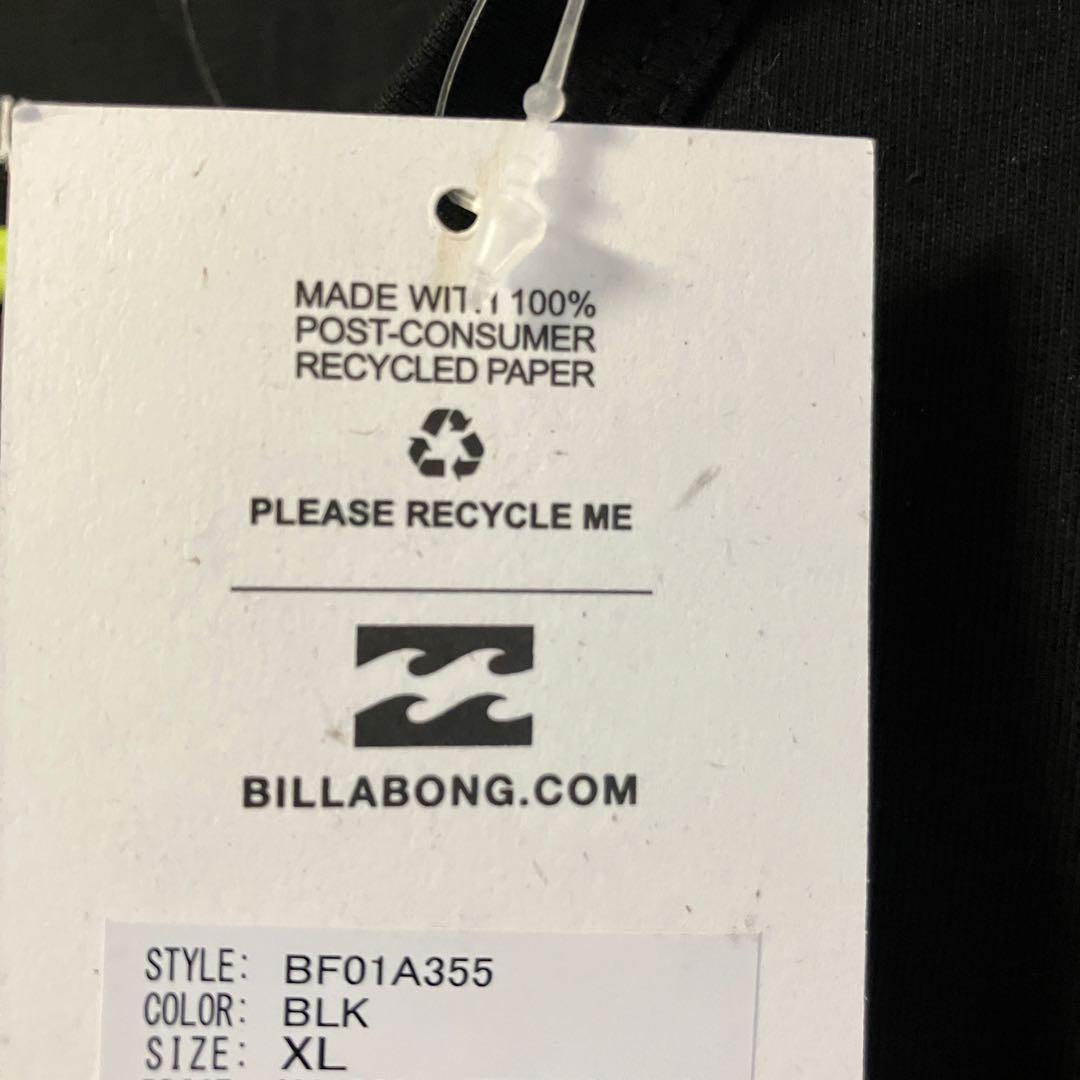 MADE WITH 100%
POST-CONSUMER
RECYCLED PAPER
PLEASE RECYCLE ME
BILLABONG.COM
STYLE: BF01A355
COLOR: BLK
SIZE: XL